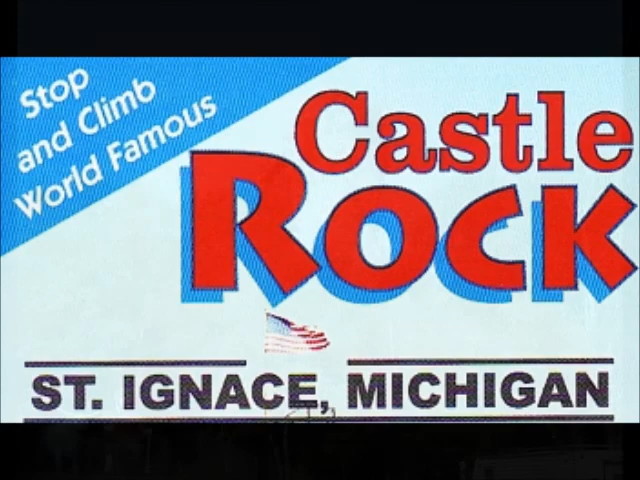 Stop
and Climb
World Famous
Castle
ROCK
ST. IGNACE, MICHIGAN